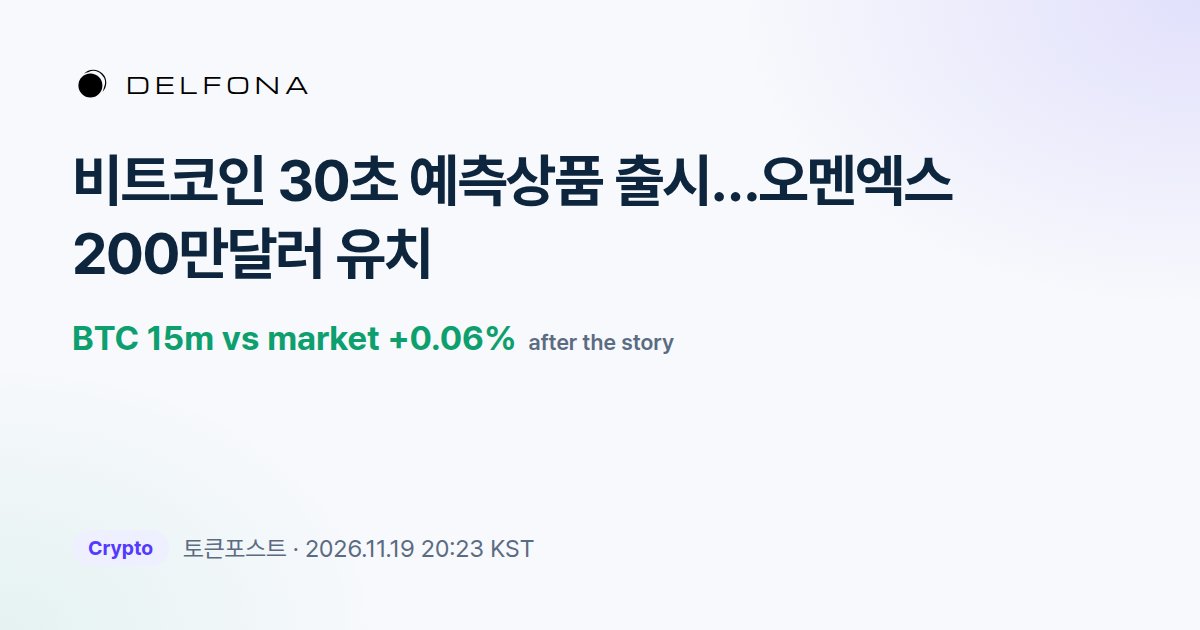 DELFONA
비트코인 30초 예측상품 출시...오멘엑스
200만달러 유치
BTC 15m vs market +0.06% after the story
Crypto 토큰포스트 · 2026.11.19 20:23 KST